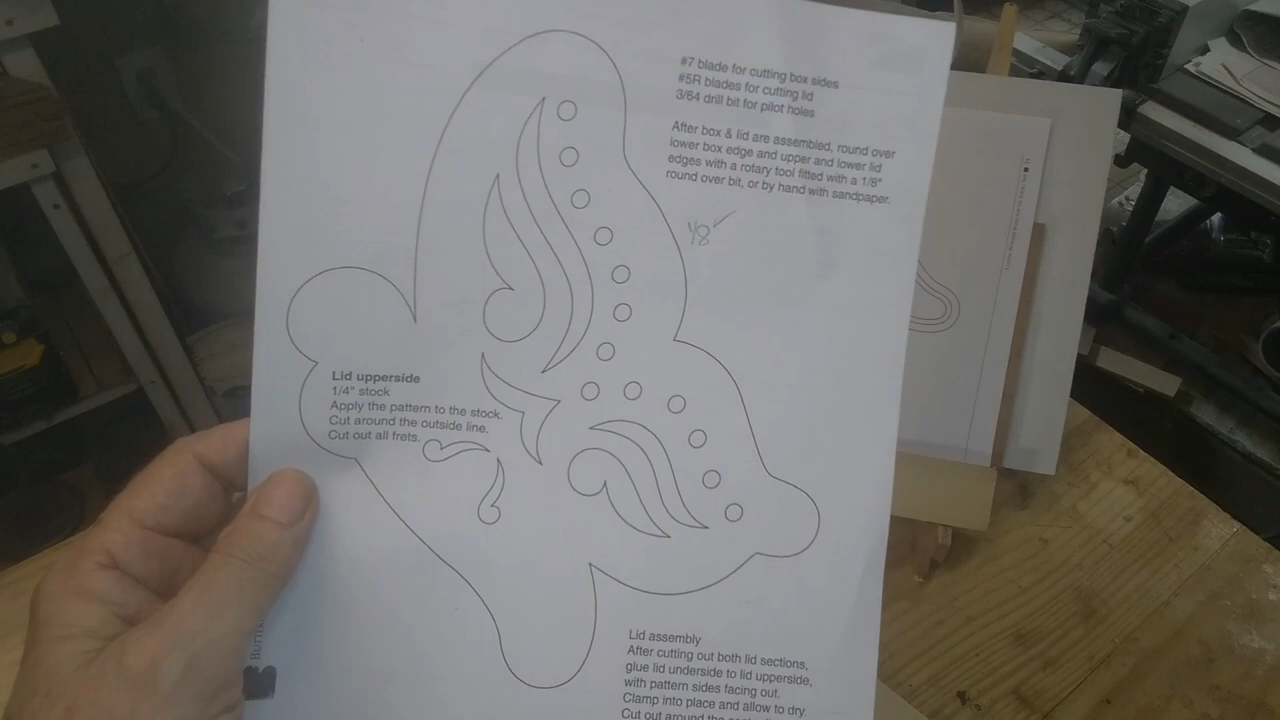 #7 blade for cutting box sides
#5R blades for cutting lid
3/64 drill bit for pilot holes
After box & lid are assembled, round over
lower box edge and upper and lower lid
edges with a rotary tool fitted with a 1/8"
round over bit, or by hand with sandpaper.
1/8 ✓
Lid upperside
1/4" stock
Apply the pattern to the stock.
Cut around the outside line.
Cut out all frets.
Lid assembly
After cutting out both lid sections,
glue lid underside to lid upperside,
with pattern sides facing out.
Clamp into place and allow to dry.
Cut out around the